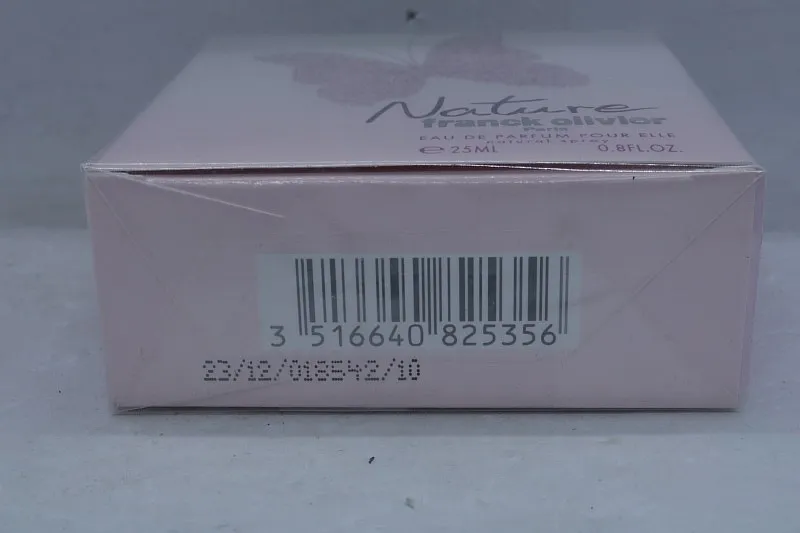 Nature
franck olivier
Paris
EAU DE PARFUM POUR ELLE
natural spray
e 25ML 0.8FL.OZ.
3 516640 825356
23/12/018542/10